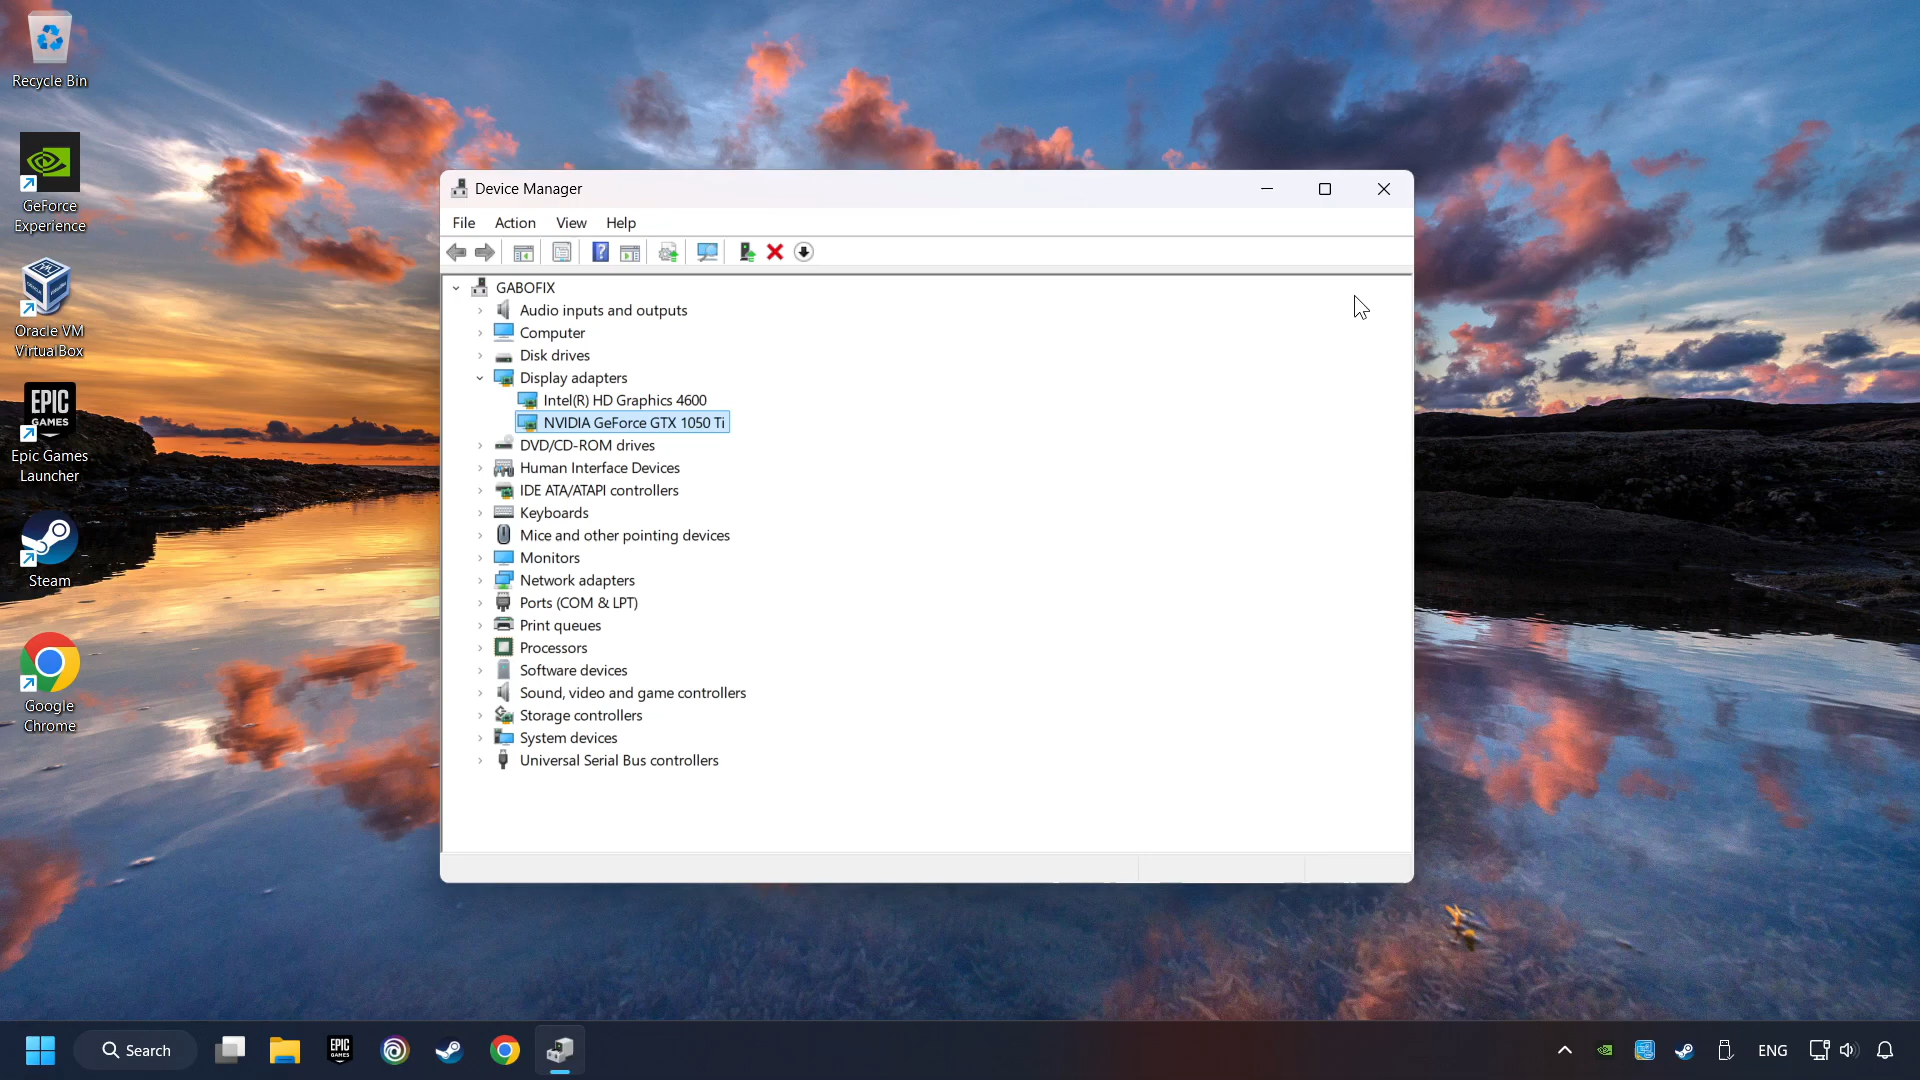 Recycle Bin
GeForce
Experience
Oracle VM
VirtualBox
EPIC
GAMES
Epic Games
Launcher
Steam
Google
Chrome
Device Manager
File Action View Help
GABOFIX
Audio inputs and outputs
Computer
Disk drives
Display adapters
Intel(R) HD Graphics 4600
NVIDIA GeForce GTX 1050 Ti
DVD/CD-ROM drives
Human Interface Devices
IDE ATA/ATAPI controllers
Keyboards
Mice and other pointing devices
Monitors
Network adapters
Ports (COM & LPT)
Print queues
Processors
Software devices
Sound, video and game controllers
Storage controllers
System devices
Universal Serial Bus controllers
Search
EPIC
GAMES
ENG